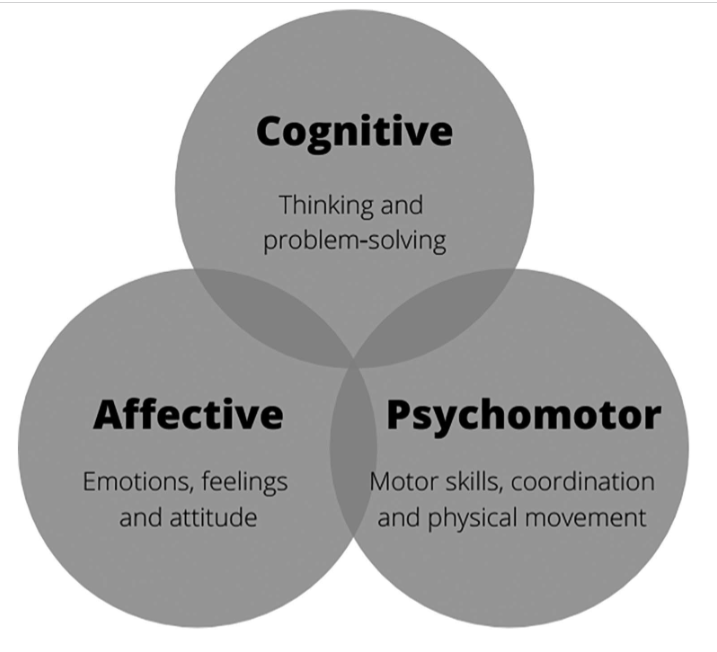 Cognitive
Thinking and
problem-solving
Affective
Emotions, feelings
and attitude
Psychomotor
Motor skills, coordination
and physical movement